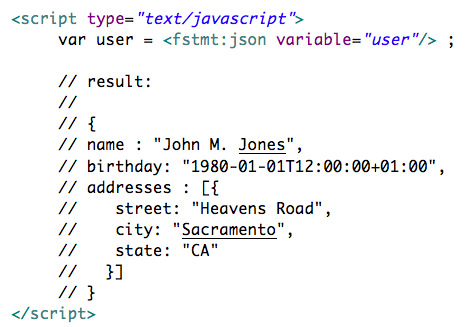 <script type="text/javascript">
     var user = <fstmt:json variable="user"/> ;

     // result:
     //
     // {
     // name : "John M. Jones",
     // birthday: "1980-01-01T12:00:00+01:00",
     // addresses : [{
     //    street: "Heavens Road",
     //    city: "Sacramento",
     //    state: "CA"
     //   }]
     // }
</script>